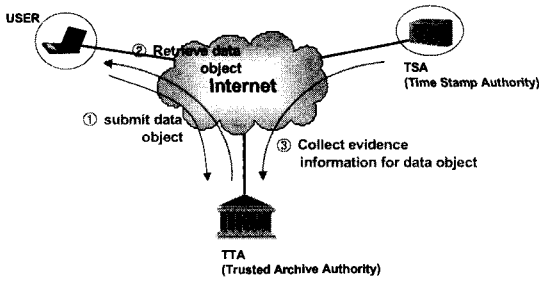 USER
② Retrieve data
object
Internet
TSA
(Time Stamp Authority)
① submit data
object
③ Collect evidence
information for data object
TTA
(Trusted Archive Authority)